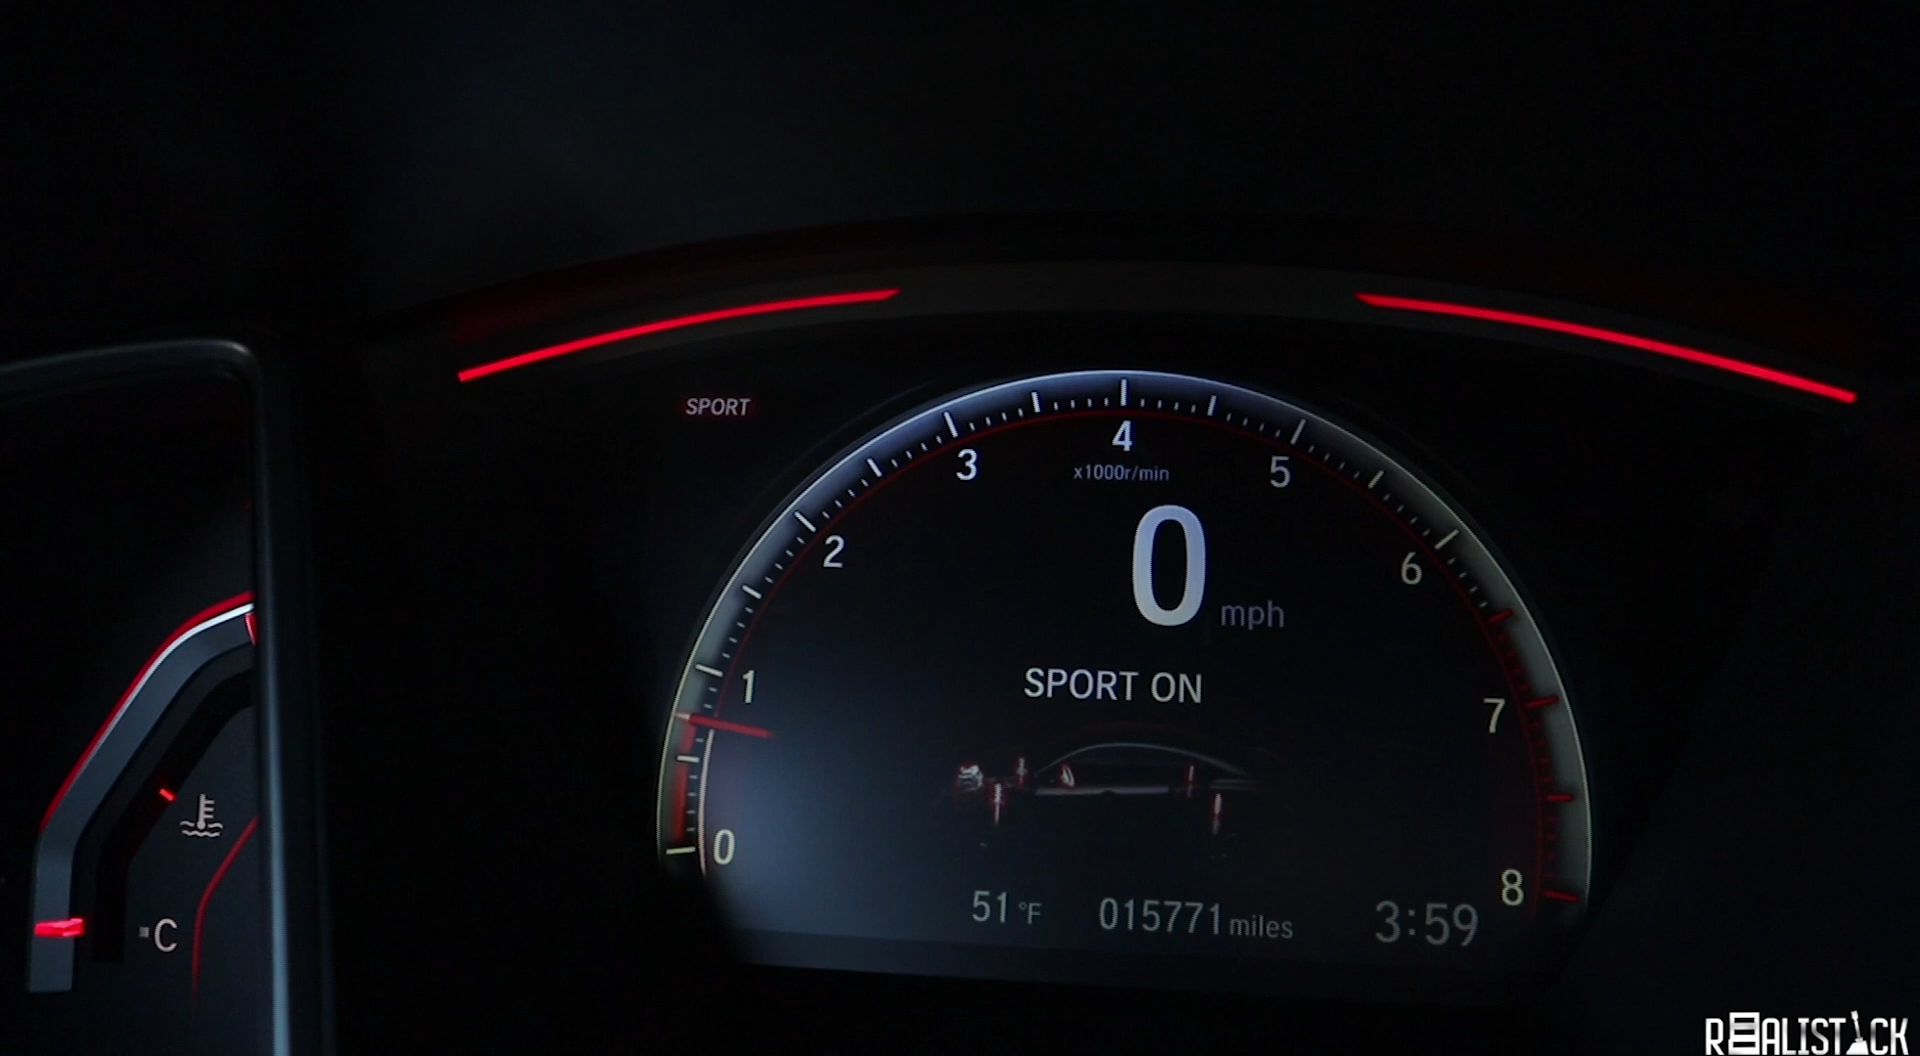 SPORT
4
3
5
x1000r/min
2
0 mph
6
1
SPORT ON
7
0
8
C
51 °F 015771 miles 3:59
REALISTICK